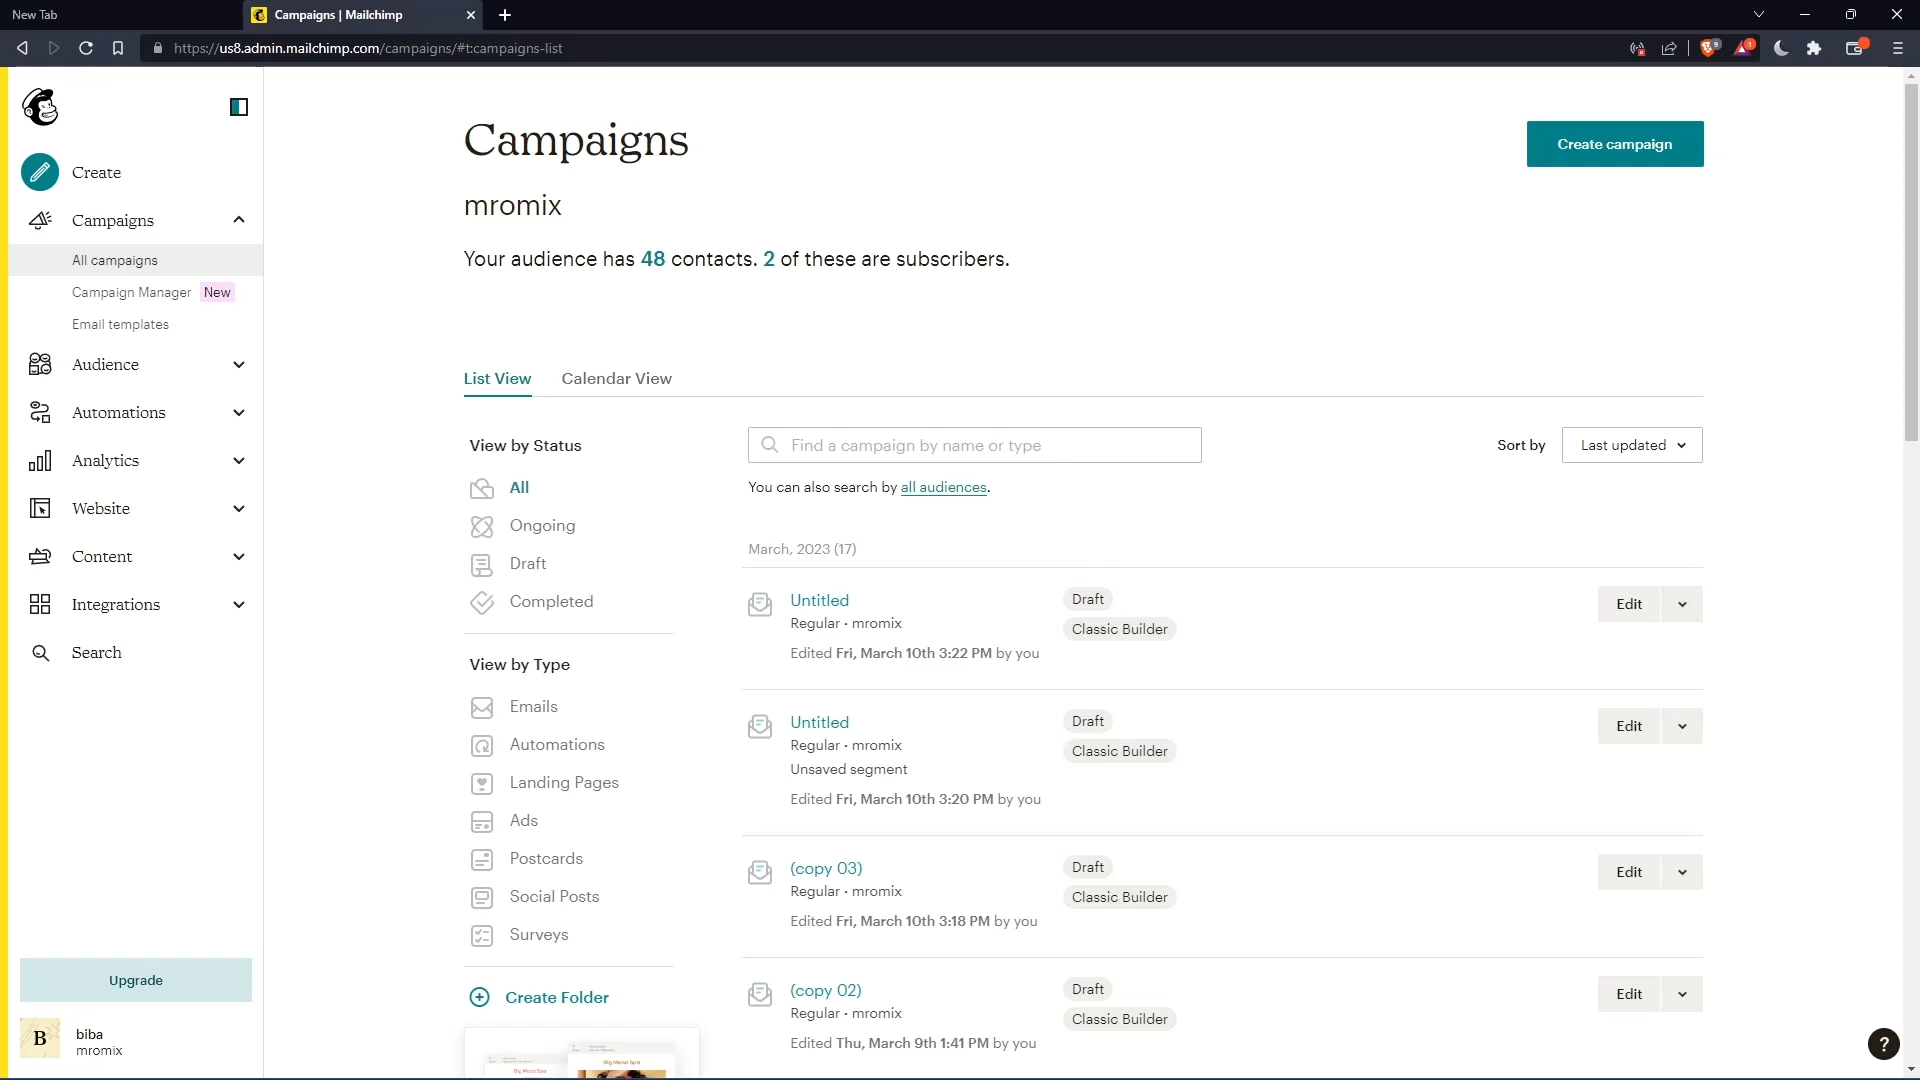 New Tab
Campaigns | Mailchimp
https://us8.admin.mailchimp.com/campaigns/#t:campaigns-list
9
1
Create
Campaigns
All campaigns
Campaign Manager New
Email templates
Audience
Automations
Analytics
Website
Content
Integrations
Search
Upgrade
B
biba
mromix
Campaigns
Create campaign
mromix
Your audience has 48 contacts. 2 of these are subscribers.
List View
Calendar View
View by Status
All
Ongoing
Draft
Completed
View by Type
Emails
Automations
Landing Pages
Ads
Postcards
Social Posts
Surveys
Create Folder
Big Mood Spa
Big Mood Spa
Find a campaign by name or type
Sort by
Last updated
You can also search by all audiences.
March, 2023 (17)
Untitled
Regular · mromix
Edited Fri, March 10th 3:22 PM by you
Draft
Classic Builder
Edit
Untitled
Regular · mromix
Unsaved segment
Edited Fri, March 10th 3:20 PM by you
Draft
Classic Builder
Edit
(copy 03)
Regular · mromix
Edited Fri, March 10th 3:18 PM by you
Draft
Classic Builder
Edit
(copy 02)
Regular · mromix
Edited Thu, March 9th 1:41 PM by you
Draft
Classic Builder
Edit
?